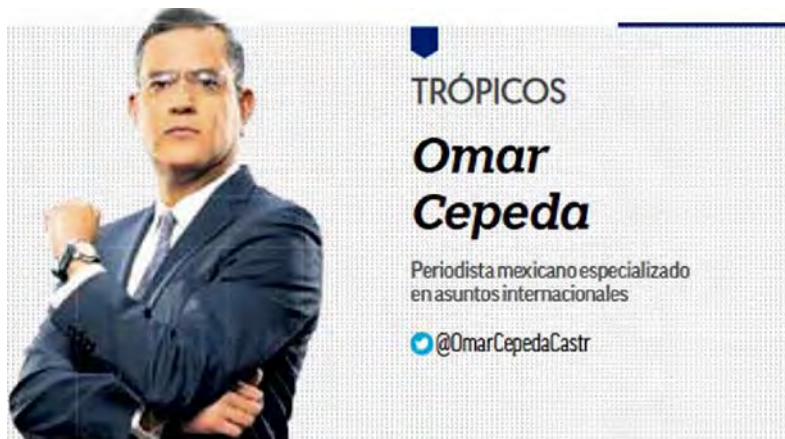 TRÓPICOS
Omar
Cepeda
Periodista mexicano especializado
en asuntos internacionales
@OmarCepedaCastr